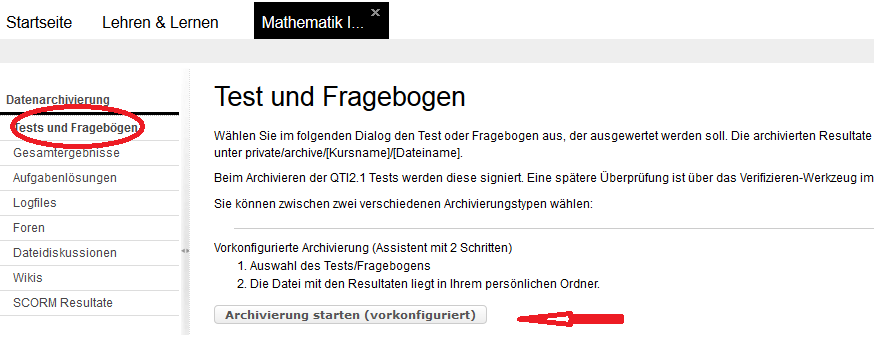 Startseite
Lehren & Lernen
Mathematik I...
Datenarchivierung
Tests und Fragebögen
Gesamtergebnisse
Aufgabenlösungen
Logfiles
Foren
Dateidiskussionen
Wikis
SCORM Resultate
Test und Fragebogen
Wählen Sie im folgenden Dialog den Test oder Fragebogen aus, der ausgewertet werden soll. Die archivierten Resultate
unter private/archive/[Kursname]/[Dateiname].
Beim Archivieren der QTI2.1 Tests werden diese signiert. Eine spätere Überprüfung ist über das Verifizieren-Werkzeug im
Sie können zwischen zwei verschiedenen Archivierungstypen wählen:
Vorkonfigurierte Archivierung (Assistent mit 2 Schritten)
1. Auswahl des Tests/Fragebogens
2. Die Datei mit den Resultaten liegt in Ihrem persönlichen Ordner.
Archivierung starten (vorkonfiguriert)